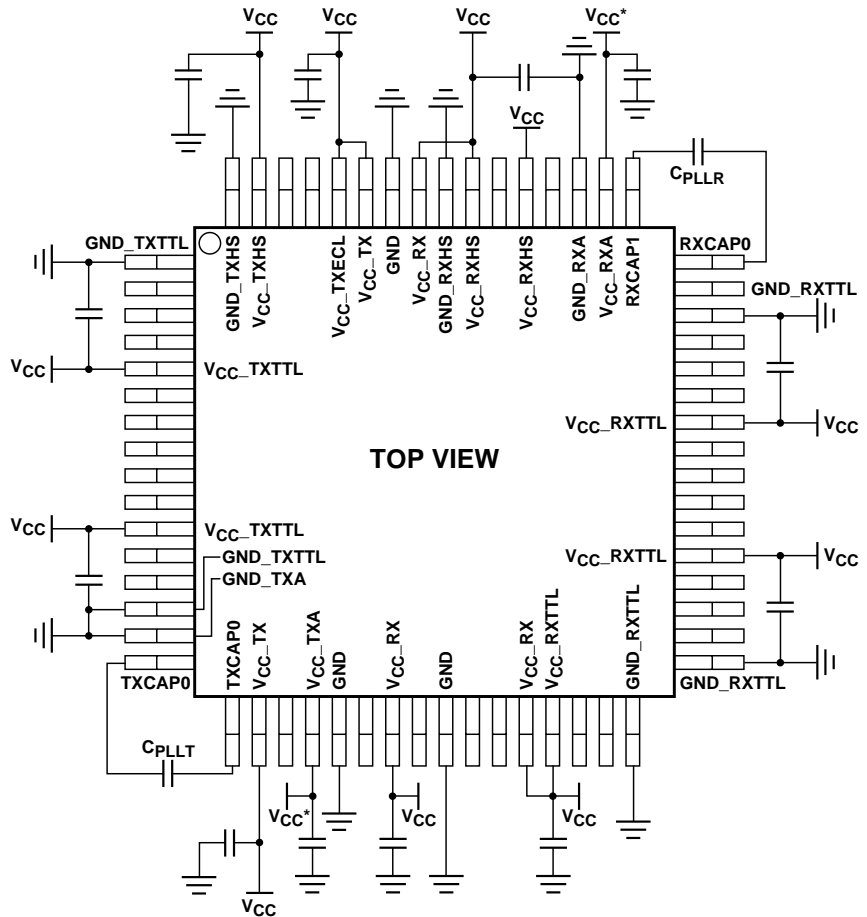 VCC VCC VCC VCC*
VCC
CPLLR
GND_TXHS
VCC_TXHS
VCC_TXECL
VCC_TX
GND
VCC_RX
GND_RXHS
VCC_RXHS
VCC_RXHS
GND_RXA
VCC_RXA
RXCAP1
GND_TXTTL
RXCAP0
GND_RXTTL
VCC
VCC_TXTTL
VCC_RXTTL
VCC
TOP VIEW
VCC
VCC_TXTTL
GND_TXTTL
GND_TXA
VCC_RXTTL
VCC
TXCAP0
TXCAP0
VCC_TX
VCC_TXA
GND
VCC_RX
GND
VCC_RX
VCC_RXTTL
GND_RXTTL
GND_RXTTL
CPLLT
VCC*
VCC
VCC
VCC